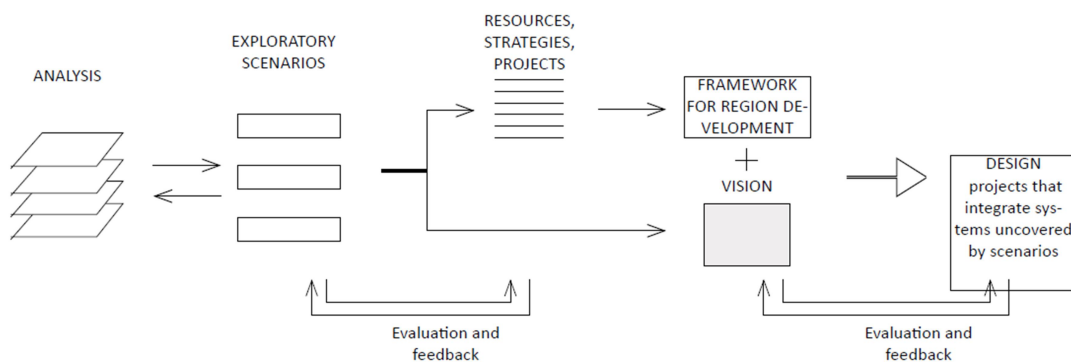 ANALYSIS
EXPLORATORY
SCENARIOS
RESOURCES,
STRATEGIES,
PROJECTS
FRAMEWORK
FOR REGION DE-
VELOPMENT
+
VISION
DESIGN
projects that
integrate sys-
tems uncovered
by scenarios
Evaluation and
feedback
Evaluation and
feedback